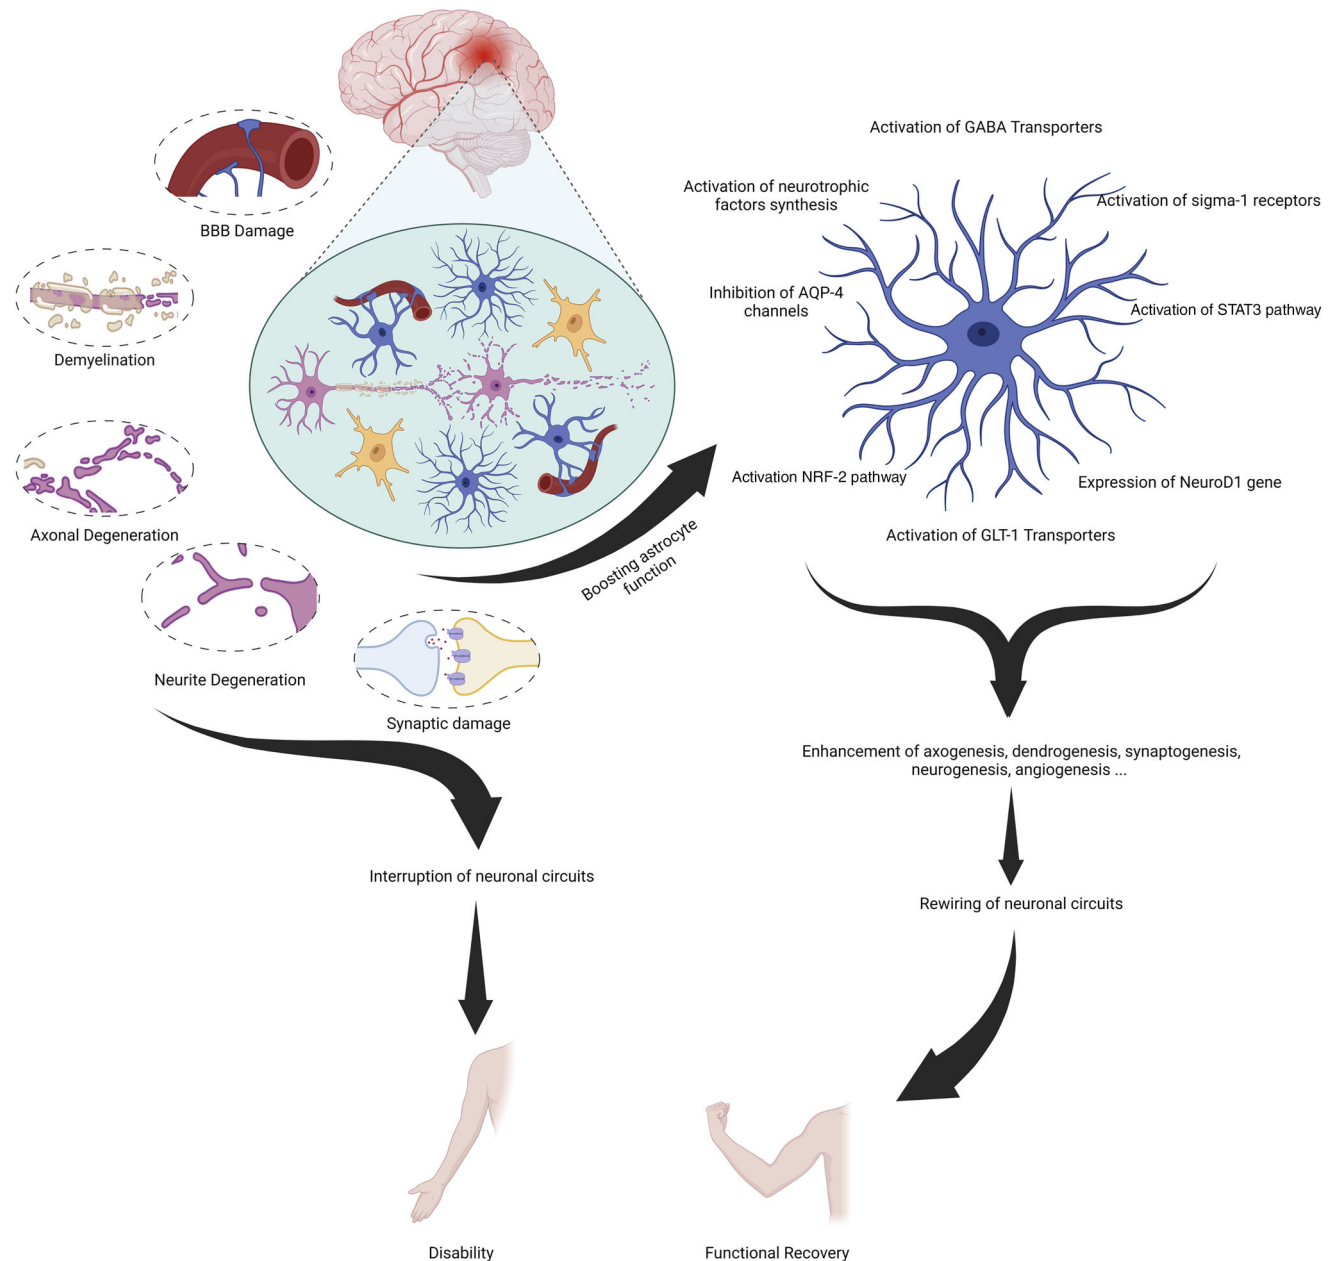 Activation of GABA Transporters
Activation of neurotrophic
factors synthesis
Activation of sigma-1 receptors
BBB Damage
Inhibition of AQP-4
channels
Activation of STAT3 pathway
Demyelination
Activation NRF-2 pathway
Expression of NeuroD1 gene
Axonal Degeneration
Activation of GLT-1 Transporters
Boosting astrocyte
function
Neurite Degeneration
Synaptic damage
Enhancement of axogenesis, dendrogenesis, synaptogenesis,
neurogenesis, angiogenesis ...
Interruption of neuronal circuits
Rewiring of neuronal circuits
Disability
Functional Recovery